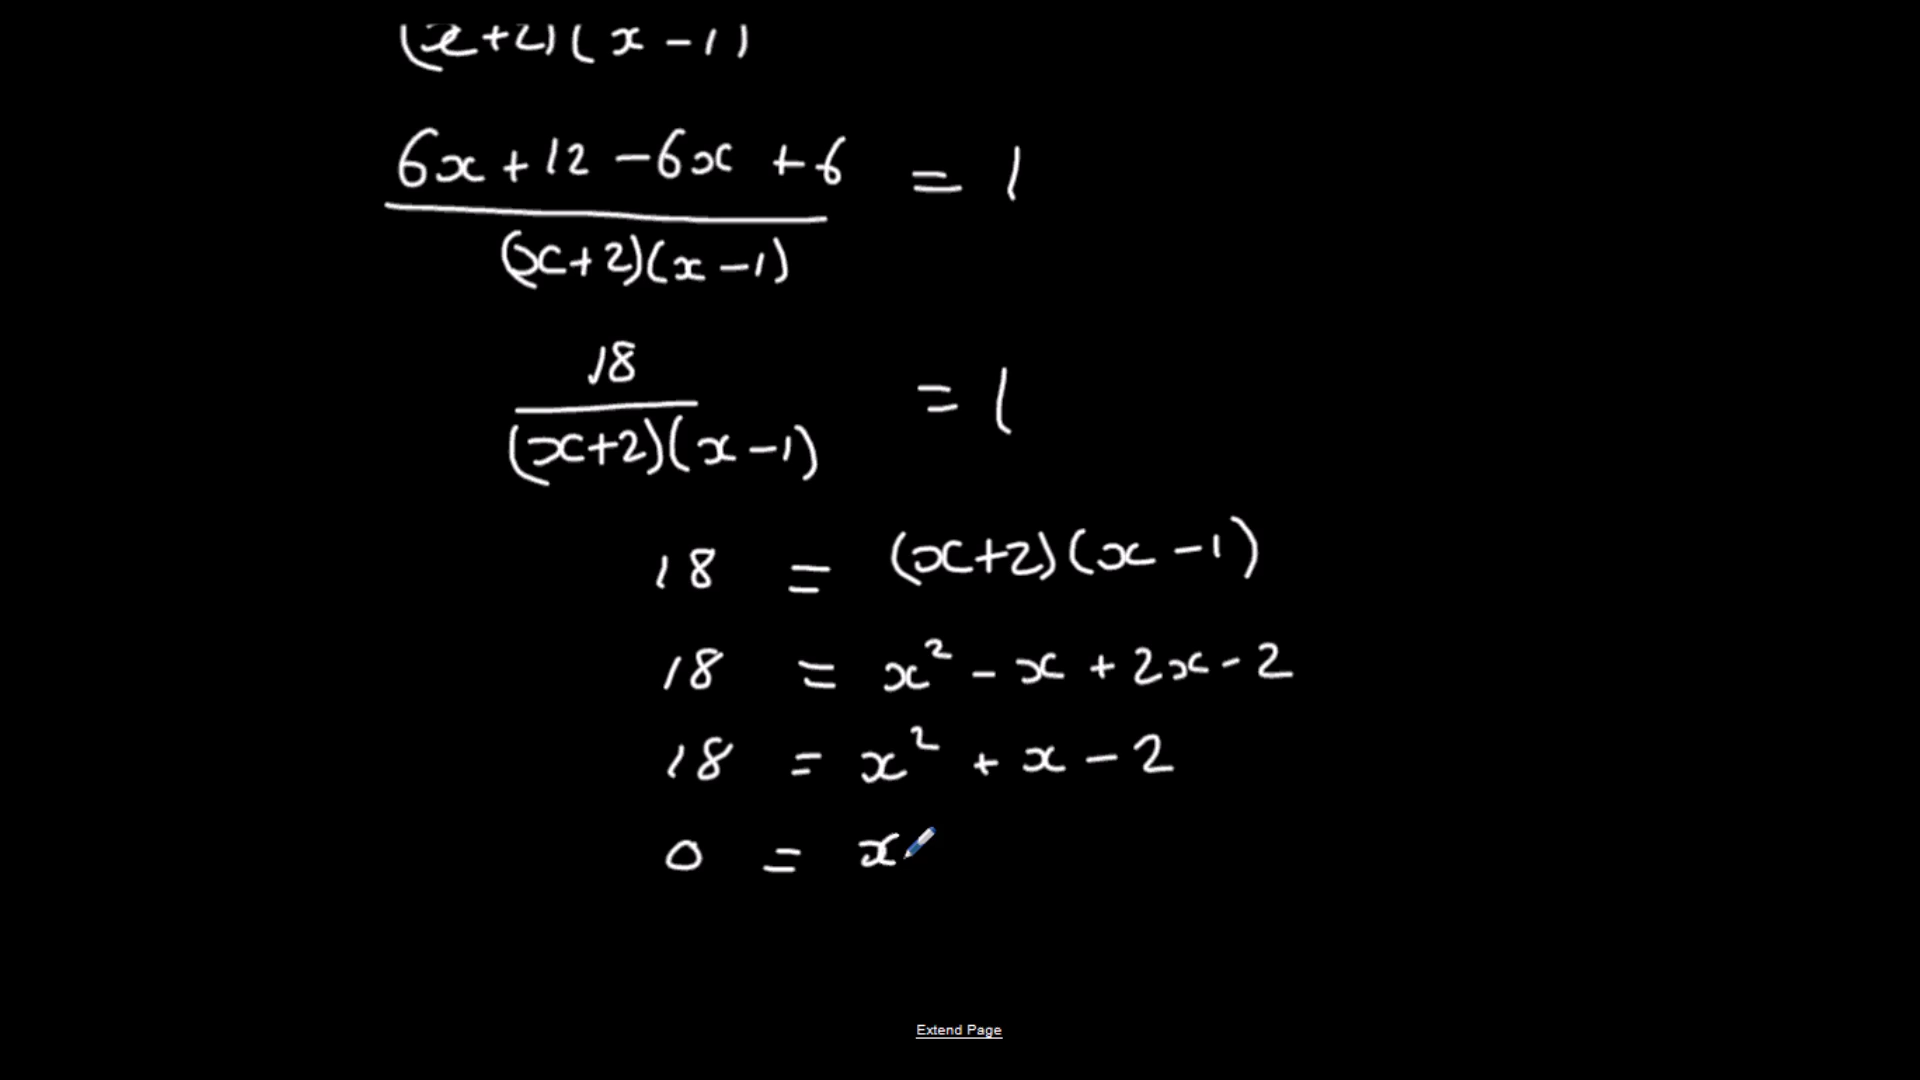 (x+2)(x-1)
6x+12-6x+6 = 1
(x+2)(x-1)
18 = 1
(x+2)(x-1)
18 = (x+2)(x-1)
18 = x² - x + 2x - 2
18 = x² + x - 2
0 = x
Extend Page